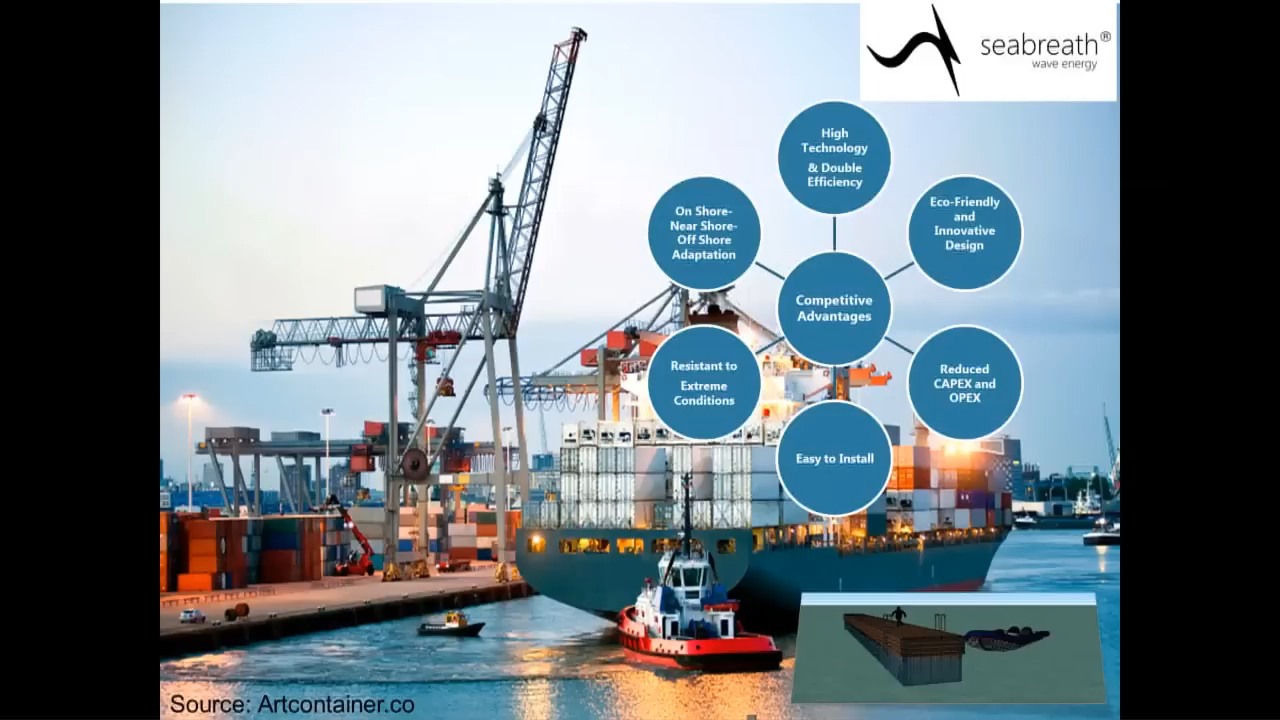 seabreath®
wave energy
High
Technology
& Double
Efficiency
On Shore-
Near Shore-
Off Shore
Adaptation
Eco-Friendly
and
Innovative
Design
Competitive
Advantages
Resistant to
Extreme
Conditions
Reduced
CAPEX and
OPEX
Easy to Install
Source: Artcontainer.co